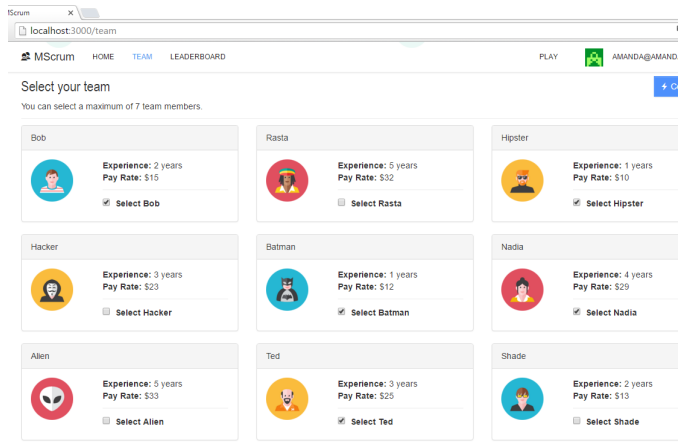 MScrum
localhost:3000/team
MScrum HOME TEAM LEADERBOARD PLAY AMANDA@AMAND
Select your team
You can select a maximum of 7 team members.
Bob
Experience: 2 years
Pay Rate: $15
Select Bob
Rasta
Experience: 5 years
Pay Rate: $32
Select Rasta
Hipster
Experience: 1 years
Pay Rate: $10
Select Hipster
Hacker
Experience: 3 years
Pay Rate: $23
Select Hacker
Batman
Experience: 1 years
Pay Rate: $12
Select Batman
Nadia
Experience: 4 years
Pay Rate: $29
Select Nadia
Alien
Experience: 5 years
Pay Rate: $33
Select Alien
Ted
Experience: 3 years
Pay Rate: $25
Select Ted
Shade
Experience: 2 years
Pay Rate: $13
Select Shade